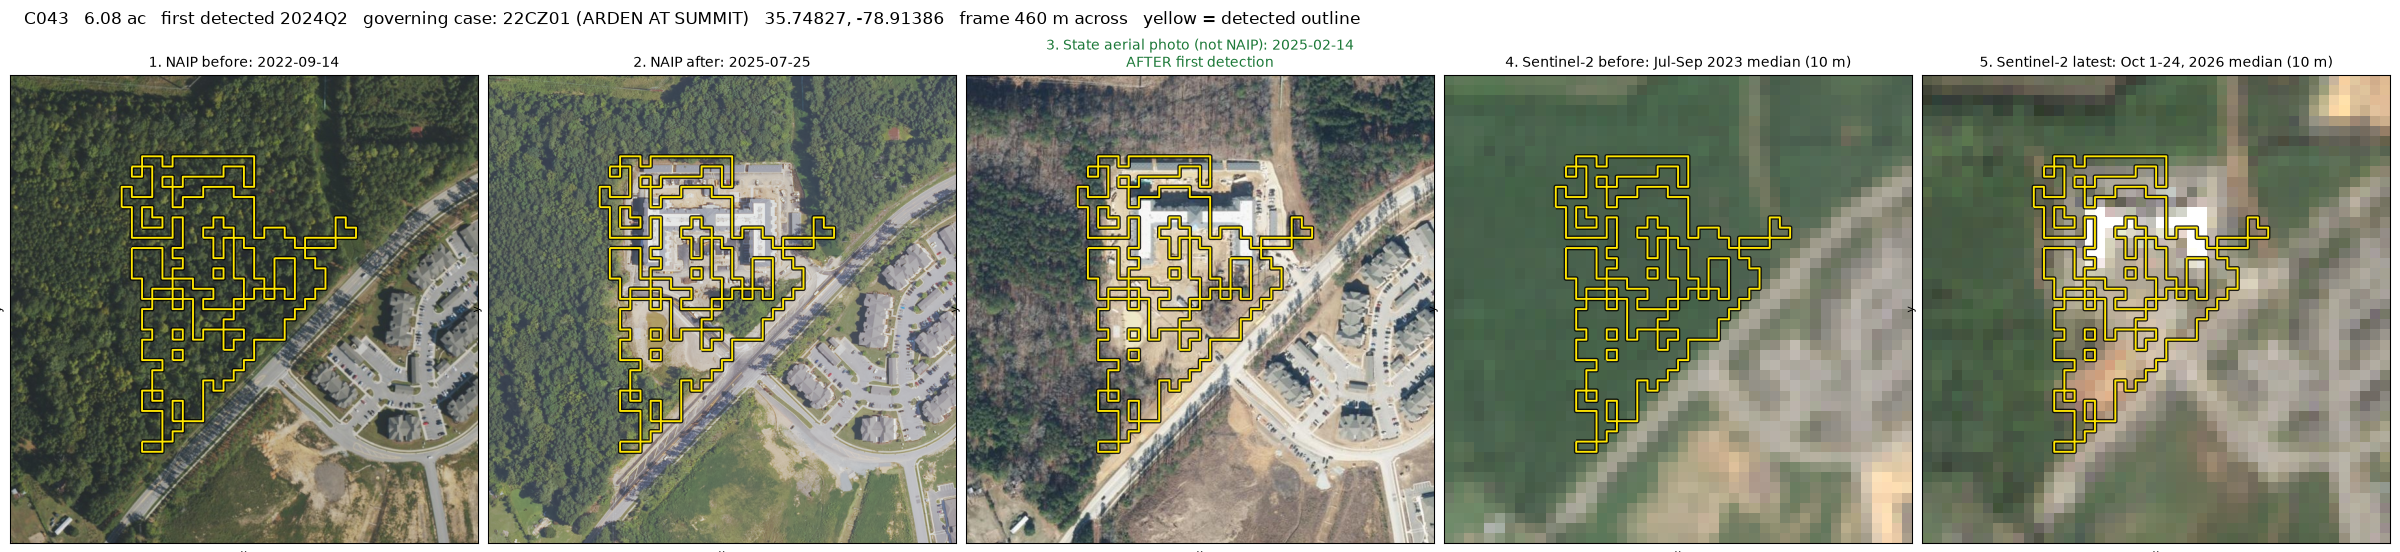 C043 6.08 ac first detected 2024Q2 governing case: 22CZ01 (ARDEN AT SUMMIT) 35.74827, -78.91386 frame 460 m across yellow = detected outline
1. NAIP before: 2022-09-14
2. NAIP after: 2025-07-25
3. State aerial photo (not NAIP): 2025-02-14
AFTER first detection
4. Sentinel-2 before: Jul-Sep 2023 median (10 m)
5. Sentinel-2 latest: Oct 1-24, 2026 median (10 m)